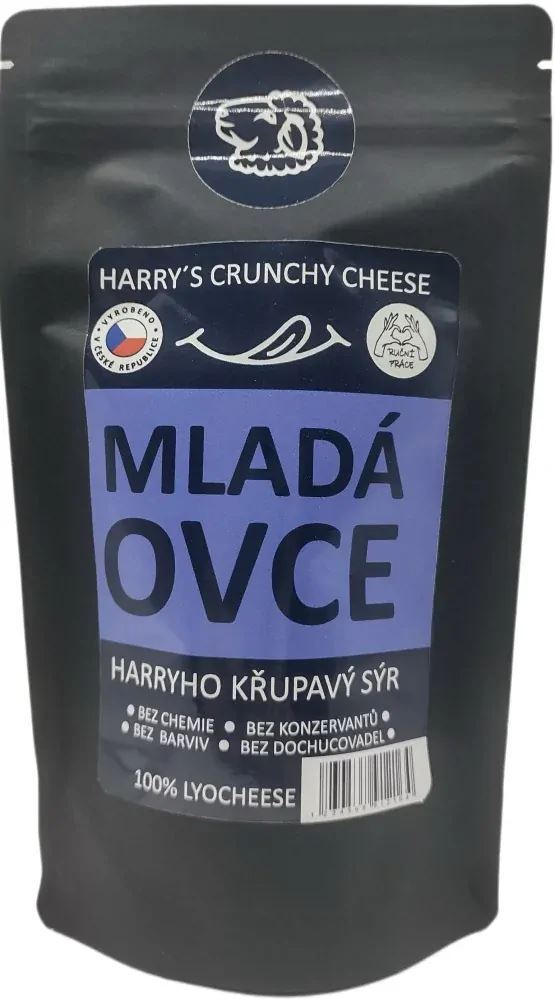 HARRY´S CRUNCHY CHEESE
VYROBENO
V ČESKÉ REPUBLICE
RUČNÍ
PRÁCE
MLADÁ
OVCE
HARRYHO KŘUPAVÝ SÝR
• BEZ CHEMIE • BEZ KONZERVANTŮ •
• BEZ BARVIV • BEZ DOCHUCOVADEL •
100% LYOCHEESE